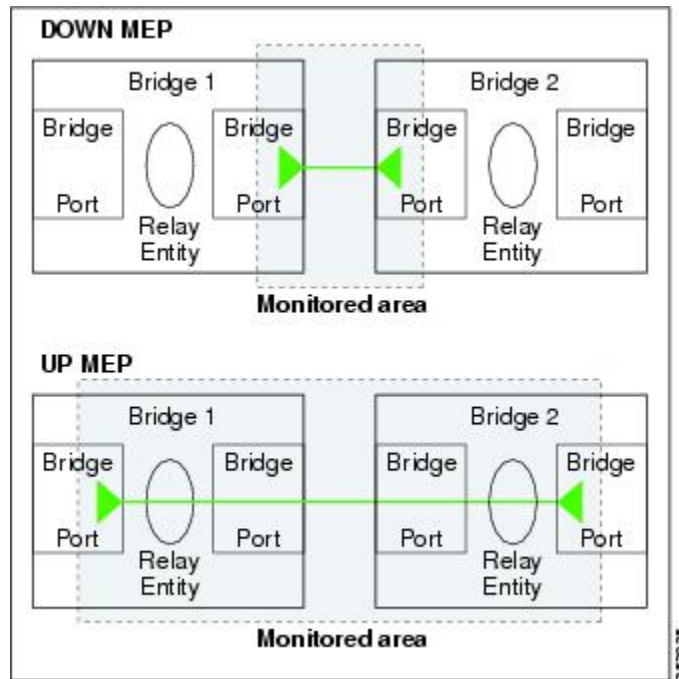 DOWN MEP
Bridge 1
Bridge 2
Bridge
Bridge
Bridge
Bridge
Port
Port
Port
Port
Relay
Entity
Relay
Entity
Monitored area
UP MEP
Bridge 1
Bridge 2
Bridge
Bridge
Bridge
Bridge
Port
Port
Port
Port
Relay
Entity
Relay
Entity
Monitored area